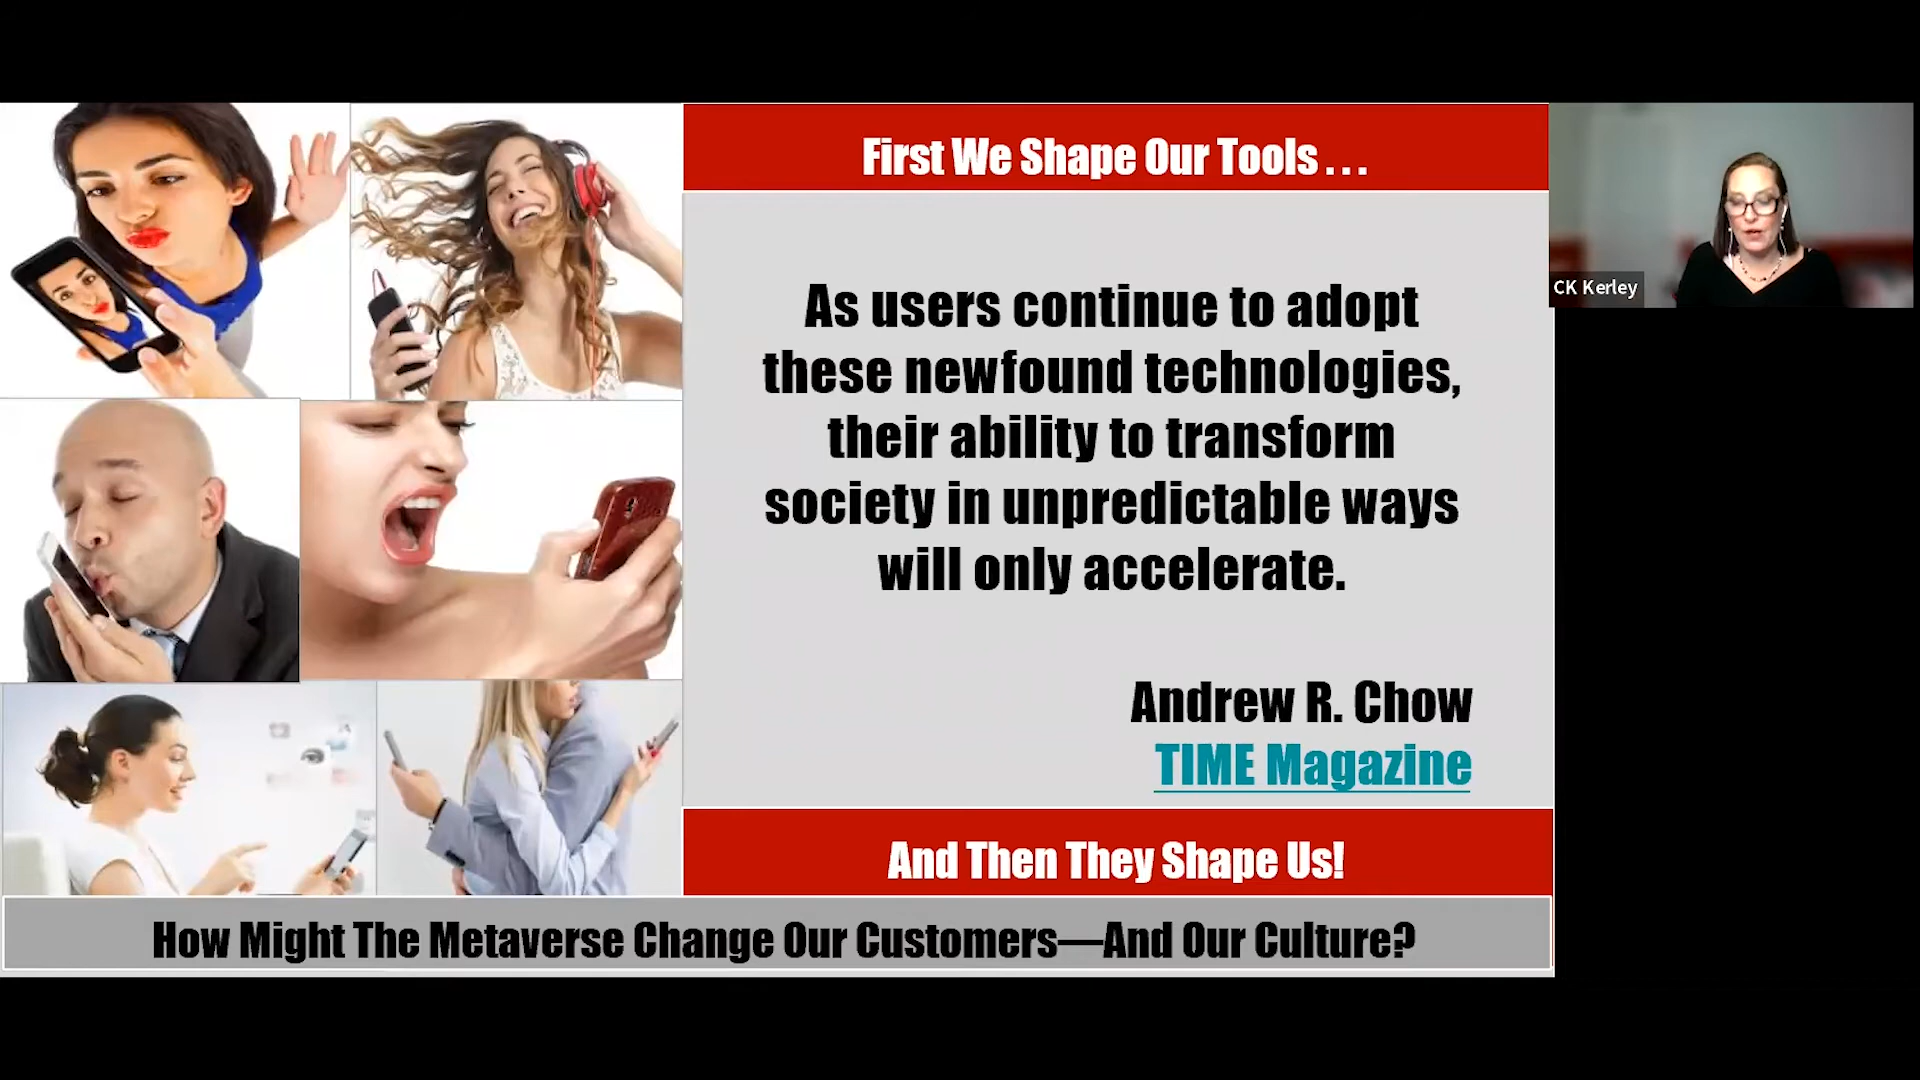 First We Shape Our Tools . . .
As users continue to adopt
these newfound technologies,
their ability to transform
society in unpredictable ways
will only accelerate.
Andrew R. Chow
TIME Magazine
And Then They Shape Us!
How Might The Metaverse Change Our Customers—And Our Culture?
CK Kerley